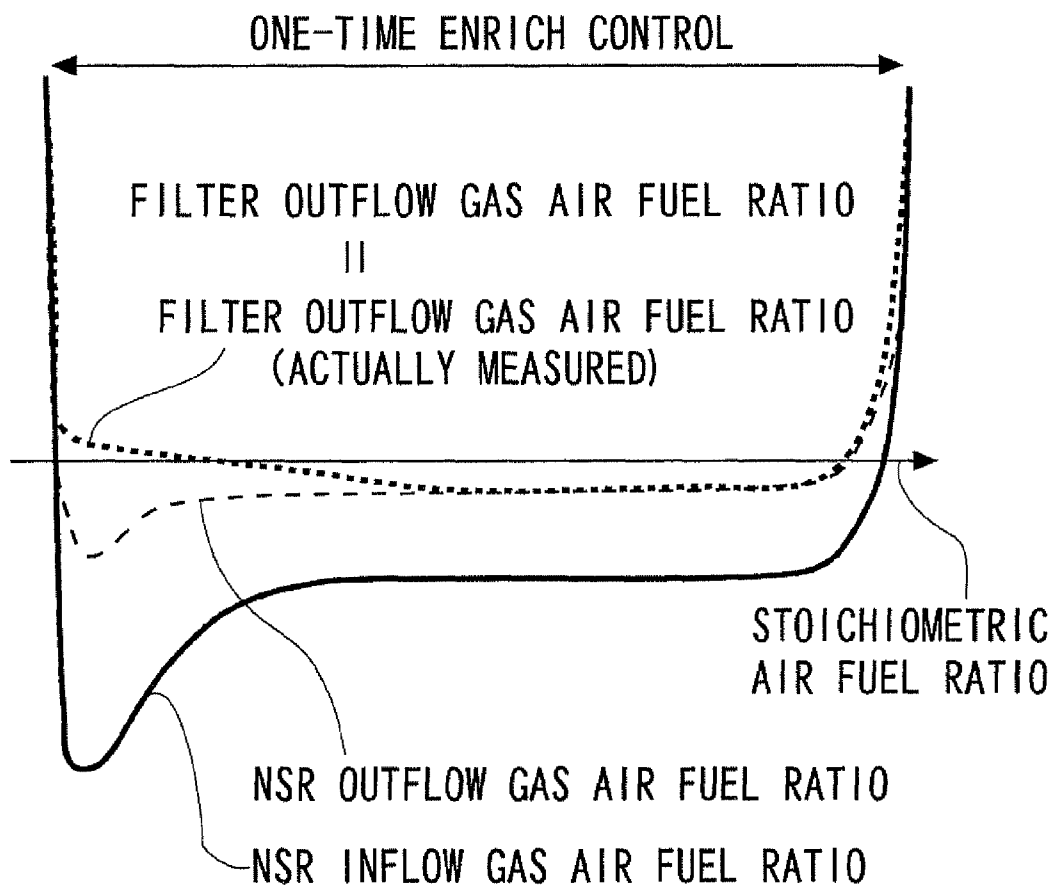 ONE-TIME ENRICH CONTROL
FILTER OUTFLOW GAS AIR FUEL RATIO
=
FILTER OUTFLOW GAS AIR FUEL RATIO
(ACTUALLY MEASURED)
STOICHIOMETRIC
AIR FUEL RATIO
NSR OUTFLOW GAS AIR FUEL RATIO
NSR INFLOW GAS AIR FUEL RATIO